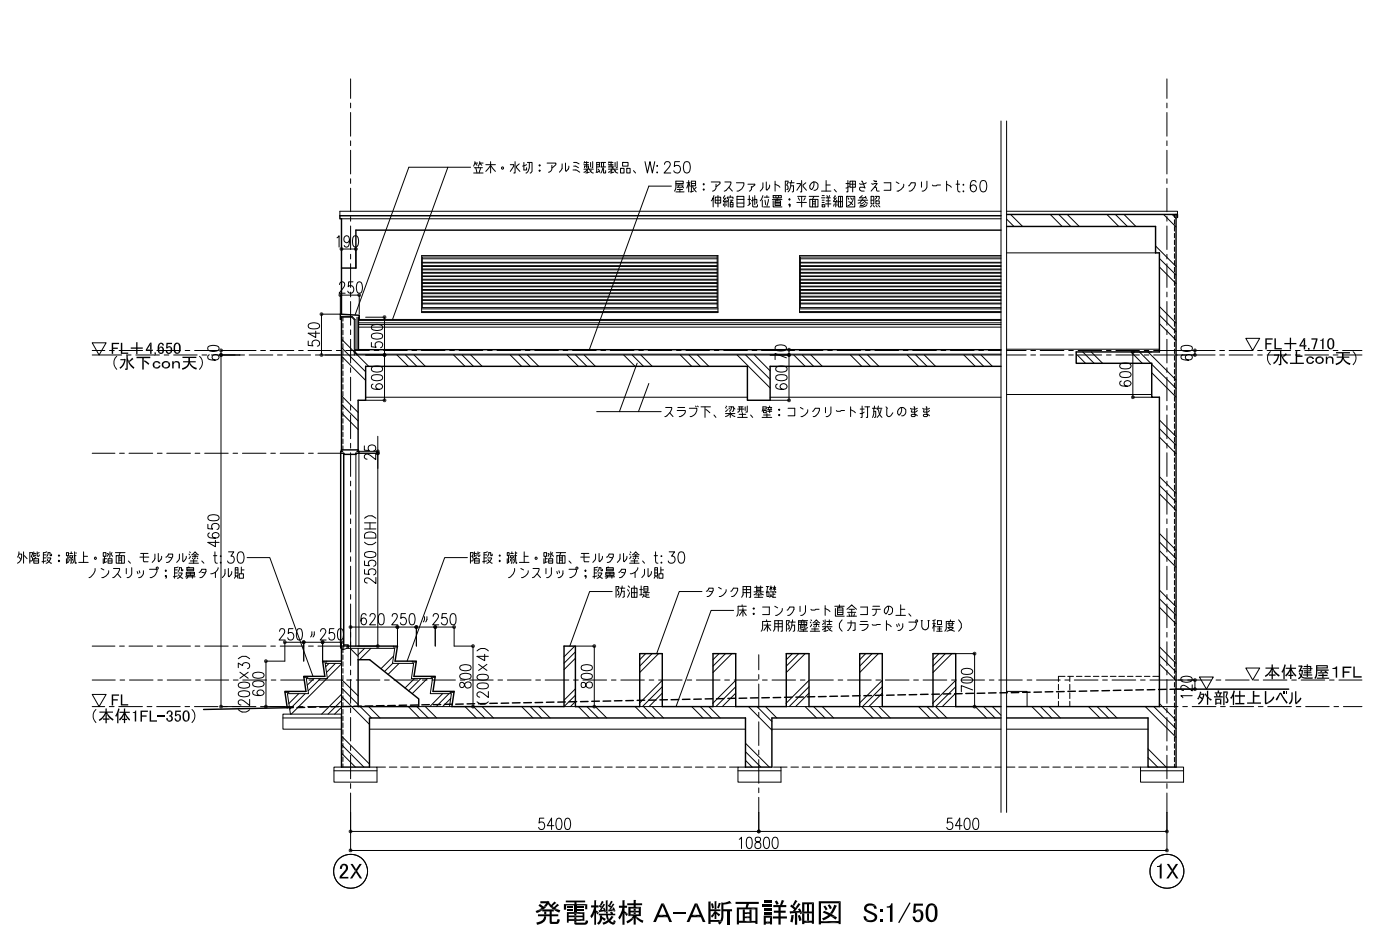 笠木・水切：アルミ製既製品、W:250
屋根：アスファルト防水の上、押さえコンクリートt:60
伸縮目地位置；平面詳細図参照
190
250
540
500
▽FL+4,650
(水下con天)
60
600
70
600
600
▽FL+4,710
(水上con天)
60
スラブ下、梁型、壁：コンクリート打放しのまま
25
4650
2550(DH)
外階段：蹴上・踏面、モルタル塗、t:30
ノンスリップ；段鼻タイル貼
階段：蹴上・踏面、モルタル塗、t:30
ノンスリップ；段鼻タイル貼
防油堤
タンク用基礎
床：コンクリート直金コテの上、
床用防塵塗装(カラートップU程度)
250 〃 250
620 250 〃 250
(200x3)
600
800
(200x4)
800
700
▽本体建屋1FL
120
▽
外部仕上レベル
▽FL
(本体1FL-350)
5400
5400
10800
2X
1X
発電機棟 A-A断面詳細図 S:1/50